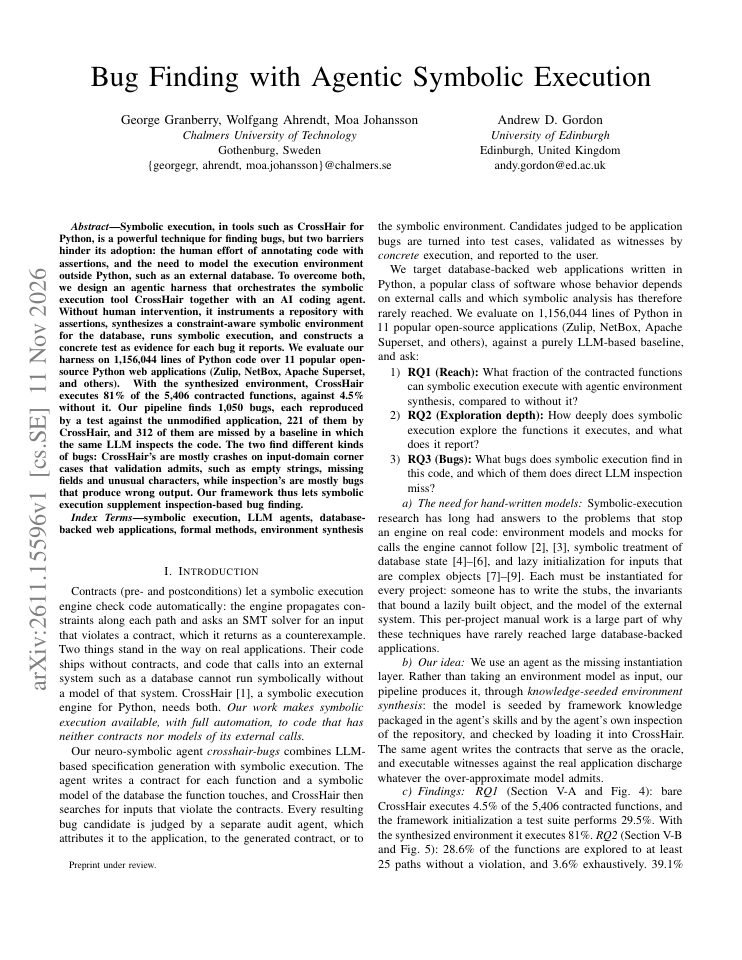 Bug Finding with Agentic Symbolic Execution
George Granberry, Wolfgang Ahrendt, Moa Johansson
Chalmers University of Technology
Gothenburg, Sweden
{georgegr, ahrendt, moa.johansson}@chalmers.se
Andrew D. Gordon
University of Edinburgh
Edinburgh, United Kingdom
andy.gordon@ed.ac.uk
arXiv:2611.15596v1 [cs.SE] 11 Nov 2026
Abstract—Symbolic execution, in tools such as CrossHair for
Python, is a powerful technique for finding bugs, but two barriers
hinder its adoption: the human effort of annotating code with
assertions, and the need to model the execution environment
outside Python, such as an external database. To overcome both,
we design an agentic harness that orchestrates the symbolic
execution tool CrossHair together with an AI coding agent.
Without human intervention, it instruments a repository with
assertions, synthesizes a constraint-aware symbolic environment
for the database, runs symbolic execution, and constructs a
concrete test as evidence for each bug it reports. We evaluate our
harness on 1,156,044 lines of Python code over 11 popular open-
source Python web applications (Zulip, NetBox, Apache Superset,
and others). With the synthesized environment, CrossHair
executes 81% of the 5,406 contracted functions, against 4.5%
without it. Our pipeline finds 1,050 bugs, each reproduced
by a test against the unmodified application, 221 of them by
CrossHair, and 312 of them are missed by a baseline in which
the same LLM inspects the code. The two find different kinds
of bugs: CrossHair's are mostly crashes on input-domain corner
cases that validation admits, such as empty strings, missing
fields and unusual characters, while inspection's are mostly bugs
that produce wrong output. Our framework thus lets symbolic
execution supplement inspection-based bug finding.
Index Terms—symbolic execution, LLM agents, database-
backed web applications, formal methods, environment synthesis
I. INTRODUCTION
Contracts (pre- and postconditions) let a symbolic execution
engine check code automatically: the engine propagates con-
straints along each path and asks an SMT solver for an input
that violates a contract, which it returns as a counterexample.
Two things stand in the way on real applications. Their code
ships without contracts, and code that calls into an external
system such as a database cannot run symbolically without
a model of that system. CrossHair [1], a symbolic execution
engine for Python, needs both. Our work makes symbolic
execution available, with full automation, to code that has
neither contracts nor models of its external calls.
Our neuro-symbolic agent crosshair-bugs combines LLM-
based specification generation with symbolic execution. The
agent writes a contract for each function and a symbolic
model of the database the function touches, and CrossHair then
searches for inputs that violate the contracts. Every resulting
bug candidate is judged by a separate audit agent, which
attributes it to the application, to the generated contract, or to
Preprint under review.
the symbolic environment. Candidates judged to be application
bugs are turned into test cases, validated as witnesses by
concrete execution, and reported to the user.
We target database-backed web applications written in
Python, a popular class of software whose behavior depends
on external calls and which symbolic analysis has therefore
rarely reached. We evaluate on 1,156,044 lines of Python in
11 popular open-source applications (Zulip, NetBox, Apache
Superset, and others), against a purely LLM-based baseline,
and ask:
1) RQ1 (Reach): What fraction of the contracted functions
can symbolic execution execute with agentic environment
synthesis, compared to without it?
2) RQ2 (Exploration depth): How deeply does symbolic
execution explore the functions it executes, and what
does it report?
3) RQ3 (Bugs): What bugs does symbolic execution find in
this code, and which of them does direct LLM inspection
miss?
a) The need for hand-written models: Symbolic-execution
research has long had answers to the problems that stop
an engine on real code: environment models and mocks for
calls the engine cannot follow [2], [3], symbolic treatment of
database state [4]–[6], and lazy initialization for inputs that
are complex objects [7]–[9]. Each must be instantiated for
every project: someone has to write the stubs, the invariants
that bound a lazily built object, and the model of the external
system. This per-project manual work is a large part of why
these techniques have rarely reached large database-backed
applications.
b) Our idea: We use an agent as the missing instantiation
layer. Rather than taking an environment model as input, our
pipeline produces it, through knowledge-seeded environment
synthesis: the model is seeded by framework knowledge
packaged in the agent's skills and by the agent's own inspection
of the repository, and checked by loading it into CrossHair.
The same agent writes the contracts that serve as the oracle,
and executable witnesses against the real application discharge
whatever the over-approximate model admits.
c) Findings: RQ1 (Section V-A and Fig. 4): bare
CrossHair executes 4.5% of the 5,406 contracted functions, and
the framework initialization a test suite performs 29.5%. With
the synthesized environment it executes 81%. RQ2 (Section V-B
and Fig. 5): 28.6% of the functions are explored to at least
25 paths without a violation, and 3.6% exhaustively. 39.1%